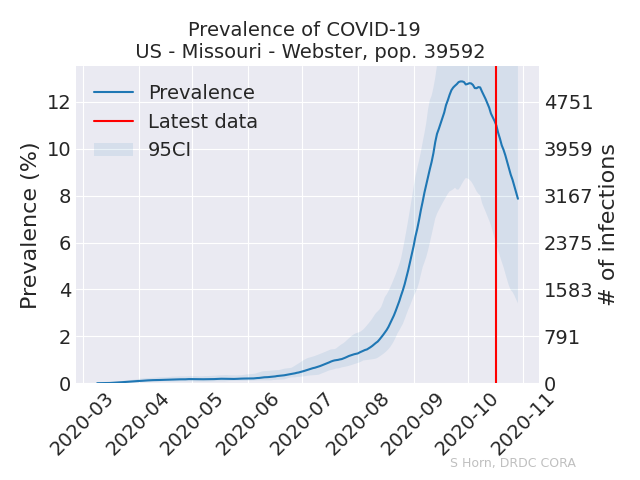 Prevalence of COVID-19
US - Missouri - Webster, pop. 39592
Prevalence
Latest data
95CI
Prevalence (%)
12
10
8
6
4
2
0
4751
3959
3167
2375
1583
791
0
# of infections
2020-03
2020-04
2020-05
2020-06
2020-07
2020-08
2020-09
2020-10
2020-11
S Horn, DRDC CORA